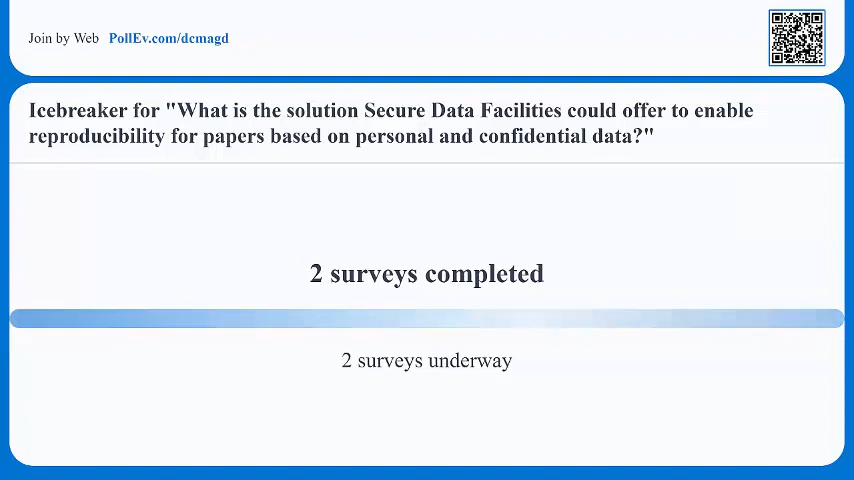 Join by Web PollEv.com/dcmagd
Icebreaker for "What is the solution Secure Data Facilities could offer to enable
reproducibility for papers based on personal and confidential data?"
2 surveys completed
2 surveys underway